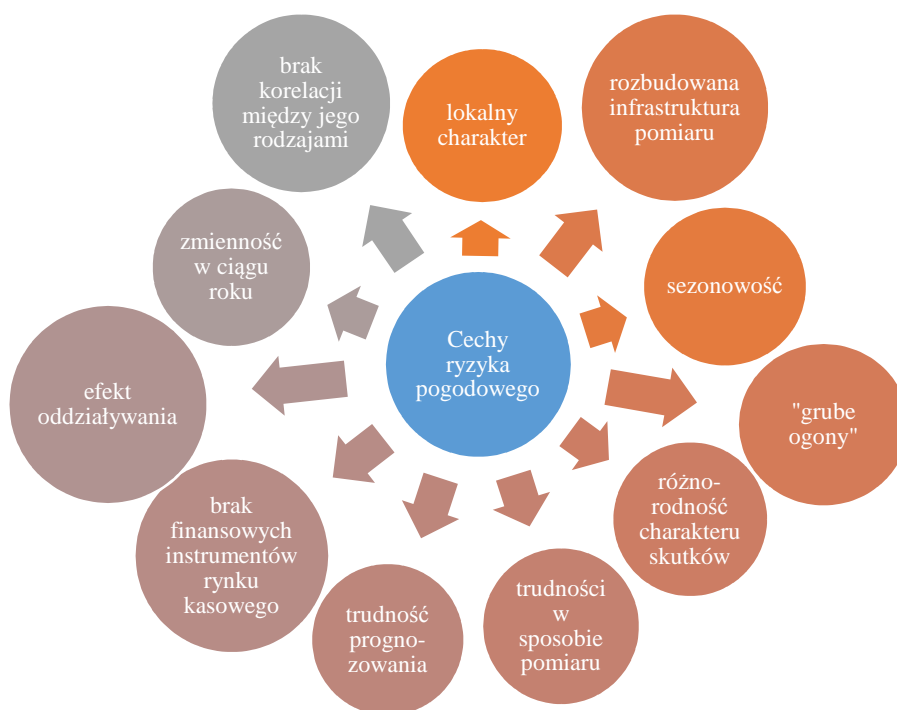 Cechy
ryzyka
pogodowego
lokalny
charakter
rozbudowana
infrastruktura
pomiaru
sezonowość
"grube
ogony"
różno-
rodność
charakteru
skutków
trudności
w
sposobie
pomiaru
trudność
progno-
zowania
brak
finansowych
instrumentów
rynku
kasowego
efekt
oddziaływania
zmienność
w ciągu
roku
brak
korelacji
między jego
rodzajami